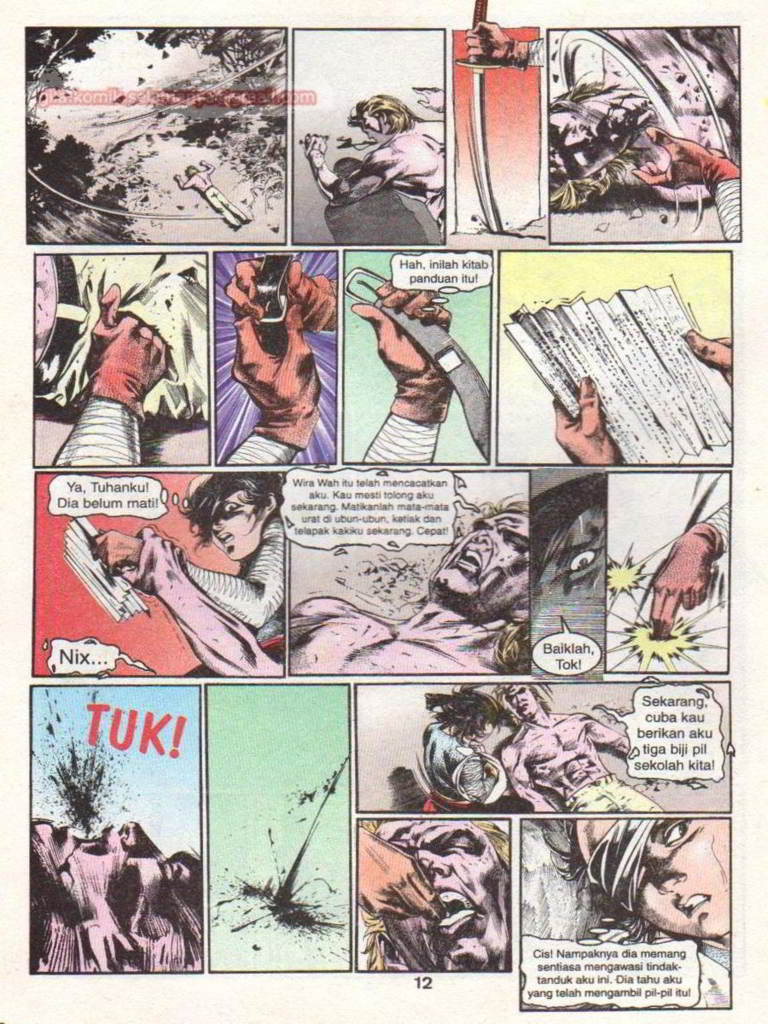 Hah, inilah kitab
panduan itu!
Ya, Tuhanku!
Dia belum mati!
Nix...
Wira Wah itu telah mencacatkan
aku. Kau mesti tolong aku
sekarang. Matikanlah mata-mata
urat di ubun-ubun, ketiak dan
telapak kakiku sekarang. Cepat!
Baiklah,
Tok!
TUK!
Sekarang,
cuba kau
berikan aku
tiga biji pil
sekolah kita!
Cis! Nampaknya dia memang
sentiasa mengawasi tindak-
tanduk aku ini. Dia tahu aku
yang telah mengambil pil-pil itu!
12